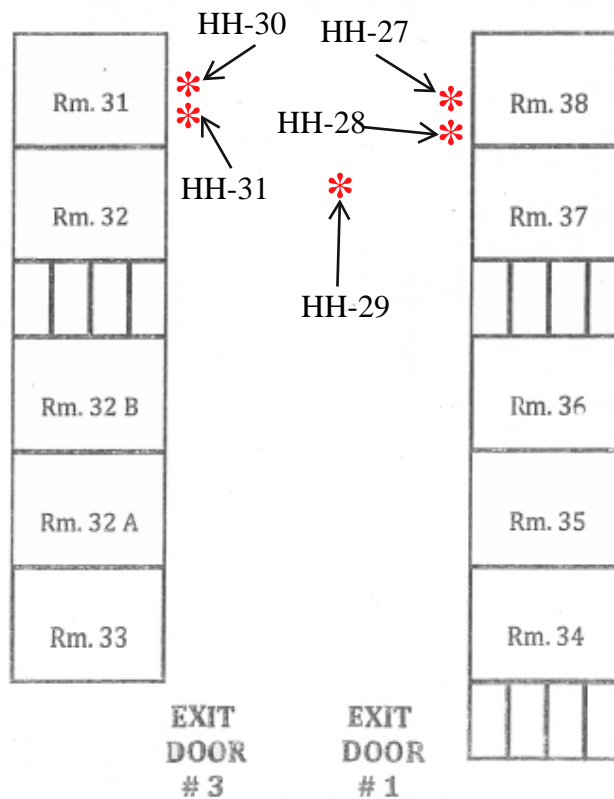 HH-30
HH-27
Rm. 31
Rm. 38
HH-28
HH-31
Rm. 32
Rm. 37
HH-29
Rm. 32 B
Rm. 36
Rm. 32 A
Rm. 35
Rm. 33
Rm. 34
EXIT
DOOR
# 3
EXIT
DOOR
# 1